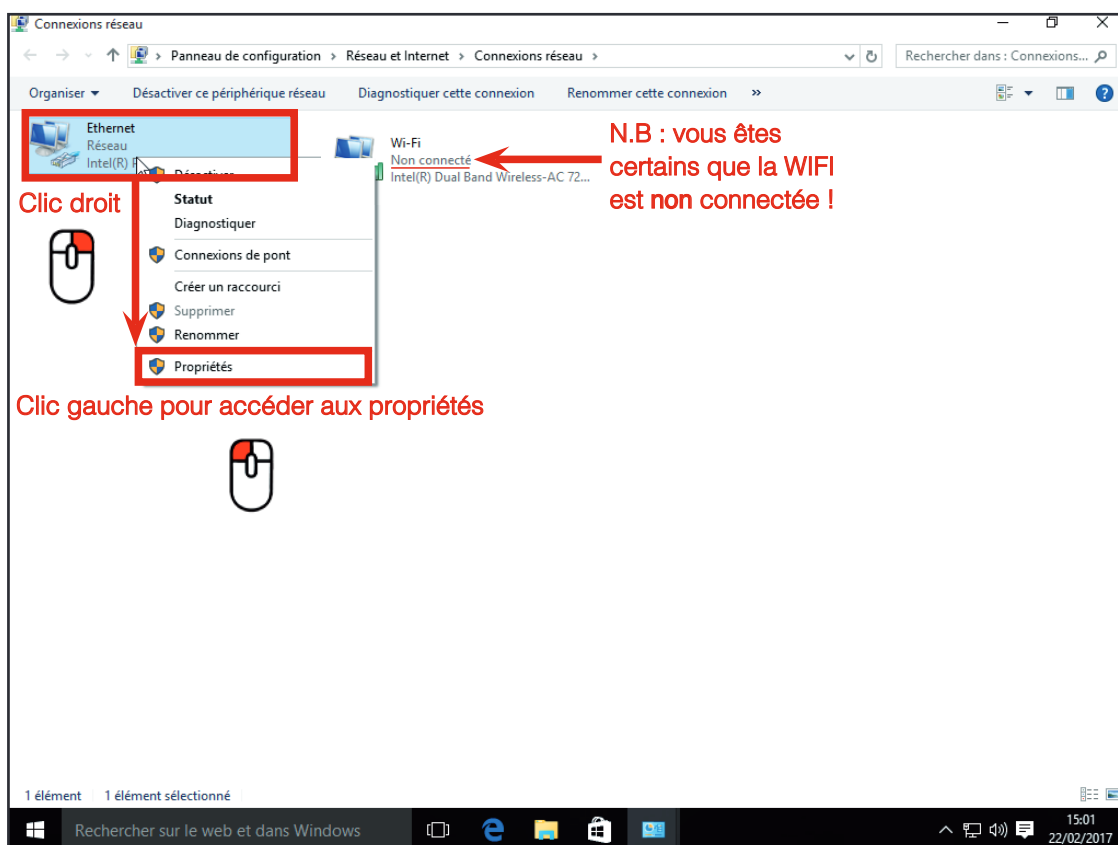 Connexions réseau
Panneau de configuration > Réseau et Internet > Connexions réseau >
Rechercher dans : Connexions...
Organiser
Désactiver ce périphérique réseau
Diagnostiquer cette connexion
Renommer cette connexion
»
Ethernet
Réseau
Intel(R)
Wi-Fi
Non connecté
Intel(R) Dual Band Wireless-AC 72...
N.B : vous êtes
certains que la WIFI
est non connectée !
Clic droit
Désactiver
Statut
Diagnostiquer
Connexions de pont
Créer un raccourci
Supprimer
Renommer
Propriétés
Clic gauche pour accéder aux propriétés
1 élément
1 élément sélectionné
Rechercher sur le web et dans Windows
15:01
22/02/2017